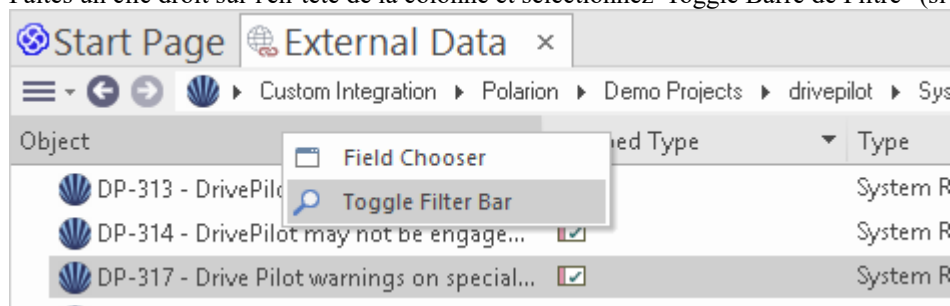 Faites un clic droit sur l'en-tête de la colonne et sélectionnez 'Toggle Barre de Filtre' (si
Start Page External Data ×
Custom Integration Polarion Demo Projects drivepilot Sys
Object ed Type Type
Field Chooser
DP-313 - DrivePilo System R
Toggle Filter Bar
DP-314 - DrivePilot may not be engage... System R
DP-317 - Drive Pilot warnings on special... System R